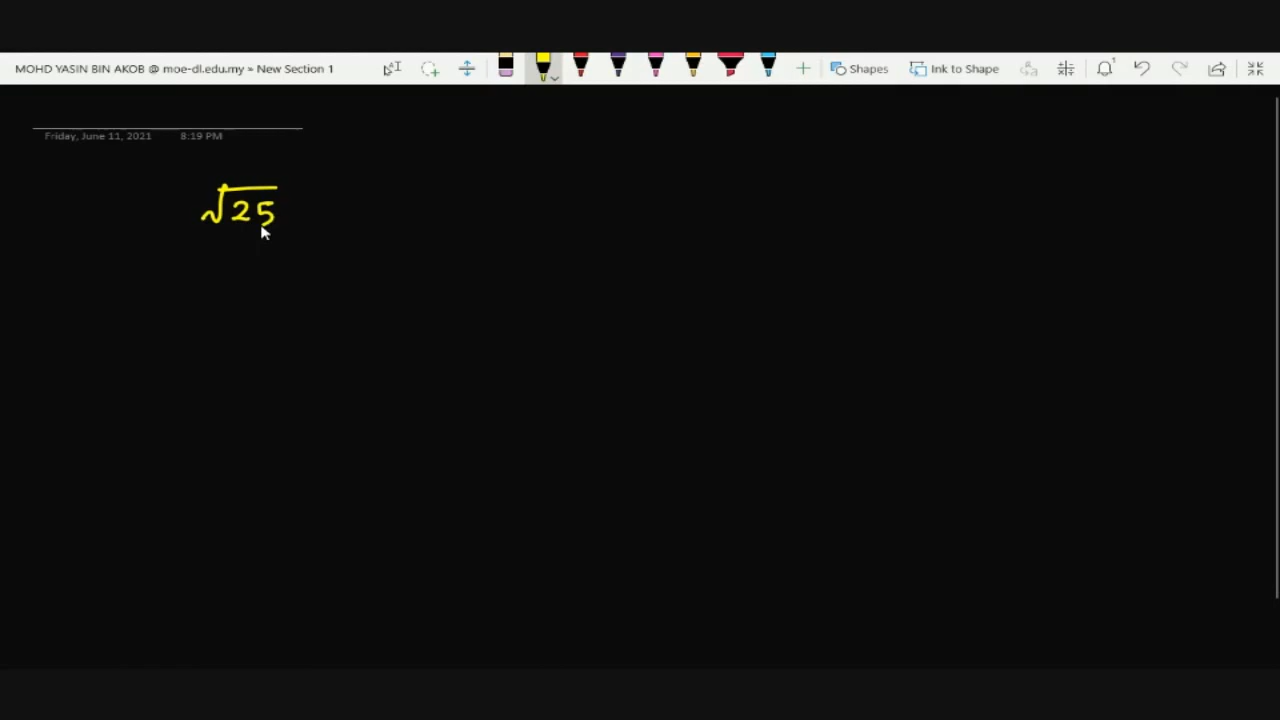 MOHD YASIN BIN AKOB @ moe-dl.edu.my » New Section 1 Shapes Ink to Shape
Friday, June 11, 2021 8:19 PM
√25